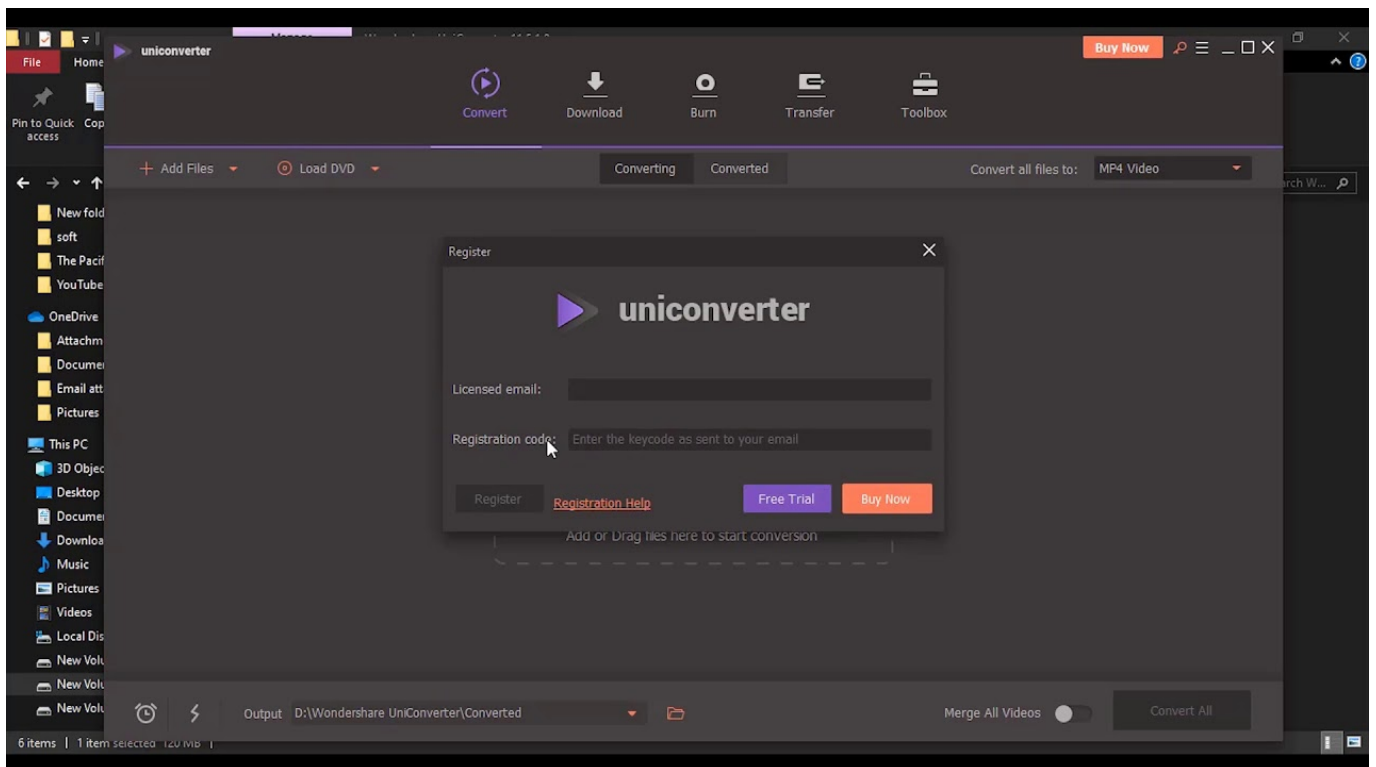 uniconverter
Buy Now
File
Home
Pin to Quick
access
Cop
Convert
Download
Burn
Transfer
Toolbox
Add Files
Load DVD
Converting
Converted
Convert all files to:
MP4 Video
rch W...
New fold
soft
The Pacif
YouTube
OneDrive
Attachm
Documer
Email att
Pictures
This PC
3D Objec
Desktop
Documer
Downloa
Music
Pictures
Videos
Local Dis
New Volu
New Volu
New Volu
Register
uniconverter
Licensed email:
Registration code:
Enter the keycode as sent to your email
Register
Registration Help
Free Trial
Buy Now
Add or Drag files here to start conversion
Output
D:\Wondershare UniConverter\Converted
Merge All Videos
Convert All
6 items
1 item selected 120 MB